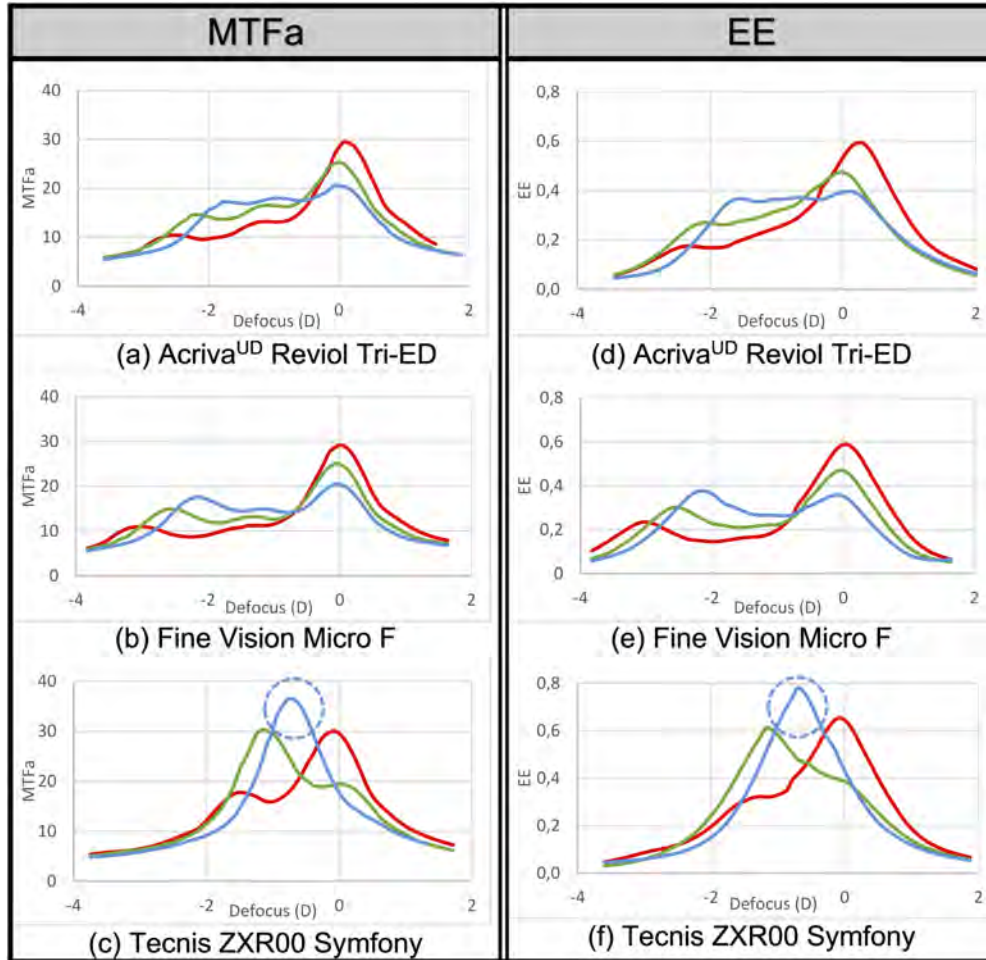 MTFa
EE
40
30
20
10
0
MTFa
-4
-2
0
2
Defocus (D)
(a) Acrivaᵁᴰ Reviol Tri-ED
0,8
0,6
0,4
0,2
0,0
EE
-4
-2
0
2
Defocus (D)
(d) Acrivaᵁᴰ Reviol Tri-ED
40
30
20
10
0
MTFa
-4
-2
0
2
Defocus (D)
(b) Fine Vision Micro F
0,8
0,6
0,4
0,2
0
EE
-4
-2
0
2
Defocus (D)
(e) Fine Vision Micro F
40
30
20
10
0
MTFa
-4
-2
0
2
Defocus (D)
(c) Tecnis ZXR00 Symfony
0,8
0,6
0,4
0,2
0,0
EE
-4
-2
0
2
Defocus (D)
(f) Tecnis ZXR00 Symfony